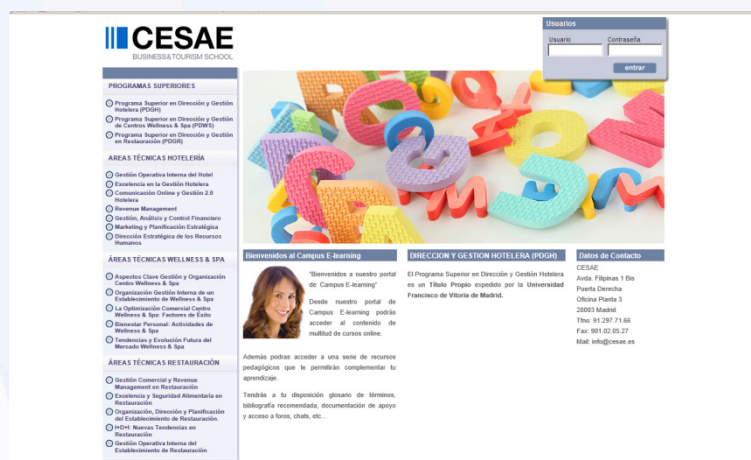 CESAE
BUSINESS&TOURISM SCHOOL
Usuarios
Usuario Contraseña
entrar
PROGRAMAS SUPERIORES
Programa Superior en Dirección y Gestión
Hotelera (PDGH)
Programa Superior en Dirección y Gestión
de Centros Wellness & Spa (PDWS)
Programa Superior en Dirección y Gestión
en Restauración (PDGR)
AREAS TÉCNICAS HOTELERÍA
Gestión Operativa Interna del Hotel
Excelencia en la Gestión Hotelera
Comunicación Online y Gestión 2.0
Hotelera
Revenue Management
Gestión, Análisis y Control Financiero
Marketing y Planificación Estratégica
Dirección Estratégica de los Recursos
Humanos
ÁREAS TÉCNICAS WELLNESS & SPA
Aspectos Clave Gestión y Organización
Centro Wellness & Spa
Organización Gestión Interna de un
Establecimiento de Wellness & Spa
La Optimización Comercial Centro
Wellness & Spa: Factores de Éxito
Bienestar Personal: Actividades de
Wellness & Spa
Tendencias y Evolución Futura del
Mercado Wellness & Spa
ÁREAS TÉCNICAS RESTAURACIÓN
Gestión Comercial y Revenue
Management en Restauración
Excelencia y Seguridad Alimentaría en
Restauración
Organización, Dirección y Planificación
del Establecimiento de Restauración.
I+D+I: Nuevas Tendencias en
Restauración
Gestión Operativa Interna del
Establecimiento de Restauración
Bienvenidos al Campus E-learning
"Bienvenidos a nuestro portal
de Campus E-learning"
Desde nuestro portal de
Campus E-learning podrás
acceder al contenido de
multitud de cursos online.
Además podras acceder a una serie de recursos
pedagógicos que te permitirán complementar tu
aprendizaje.
Tendrás a tu disposición glosario de términos,
bibliografía recomendada, documentación de apoyo
y acceso a foros, chats, etc...
DIRECCION Y GESTION HOTELERA (PDGH)
El Programa Superior en Dirección y Gestión Hotelera
es un Título Propio expedido por la Universidad
Francisco de Vitoria de Madrid.
Datos de Contacto
CESAE
Avda. Filipinas 1 Bis
Puerta Derecha
Oficina Planta 3
28003 Madrid
Tfno: 91.297.71.66
Fax: 901.02.05.27
Mail: info@cesae.es